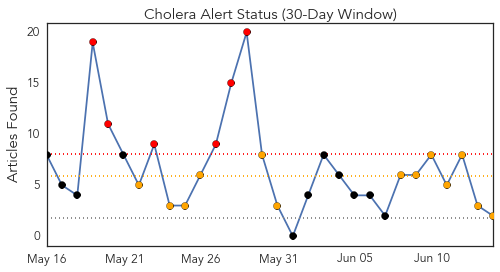 Cholera Alert Status (30-Day Window)
Articles Found
20
15
10
5
0
May 16 May 21 May 26 May 31 Jun 05 Jun 10